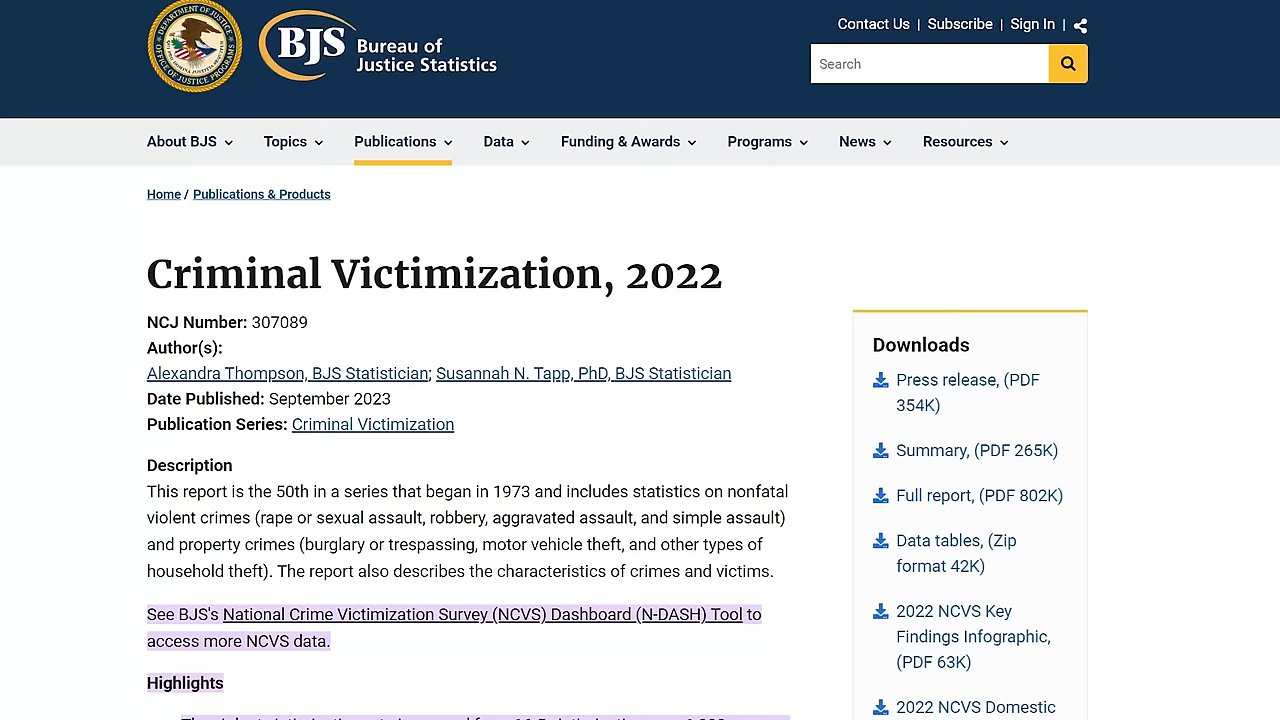 Contact Us | Subscribe | Sign In |
BJS Bureau of
Justice Statistics
Search
About BJS Topics Publications Data Funding & Awards Programs News Resources
Home / Publications & Products
Criminal Victimization, 2022
NCJ Number: 307089
Author(s):
Alexandra Thompson, BJS Statistician; Susannah N. Tapp, PhD, BJS Statistician
Date Published: September 2023
Publication Series: Criminal Victimization
Description
This report is the 50th in a series that began in 1973 and includes statistics on nonfatal
violent crimes (rape or sexual assault, robbery, aggravated assault, and simple assault)
and property crimes (burglary or trespassing, motor vehicle theft, and other types of
household theft). The report also describes the characteristics of crimes and victims.
See BJS's National Crime Victimization Survey (NCVS) Dashboard (N-DASH) Tool to
access more NCVS data.
Highlights
Downloads
Press release, (PDF
354K)
Summary, (PDF 265K)
Full report, (PDF 802K)
Data tables, (Zip
format 42K)
2022 NCVS Key
Findings Infographic,
(PDF 63K)
2022 NCVS Domestic